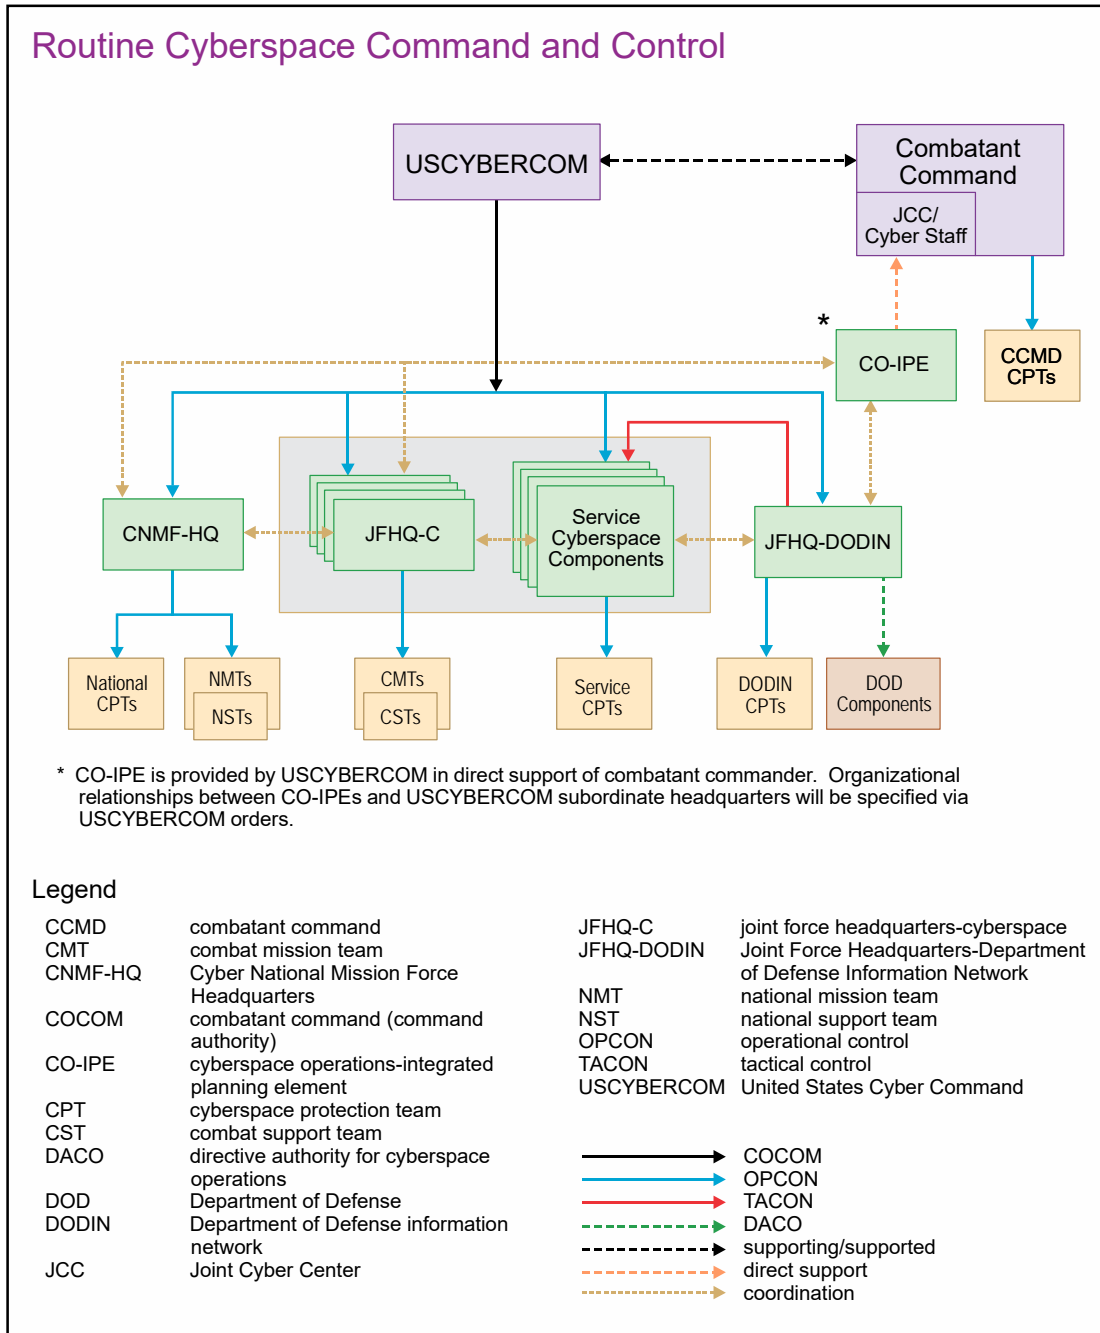 Routine Cyberspace Command and Control
USCYBERCOM
Combatant
Command
JCC/
Cyber Staff
*
CO-IPE
CCMD
CPTs
CNMF-HQ
JFHQ-C
Service
Cyberspace
Components
JFHQ-DODIN
National
CPTs
NMTs
NSTs
CMTs
CSTs
Service
CPTs
DODIN
CPTs
DOD
Components
* CO-IPE is provided by USCYBERCOM in direct support of combatant commander. Organizational
relationships between CO-IPEs and USCYBERCOM subordinate headquarters will be specified via
USCYBERCOM orders.
Legend
CCMD combatant command
CMT combat mission team
CNMF-HQ Cyber National Mission Force
Headquarters
COCOM combatant command (command
authority)
CO-IPE cyberspace operations-integrated
planning element
CPT cyberspace protection team
CST combat support team
DACO directive authority for cyberspace
operations
DOD Department of Defense
DODIN Department of Defense information
network
JCC Joint Cyber Center
JFHQ-C joint force headquarters-cyberspace
JFHQ-DODIN Joint Force Headquarters-Department
of Defense Information Network
NMT national mission team
NST national support team
OPCON operational control
TACON tactical control
USCYBERCOM United States Cyber Command
COCOM
OPCON
TACON
DACO
supporting/supported
direct support
coordination